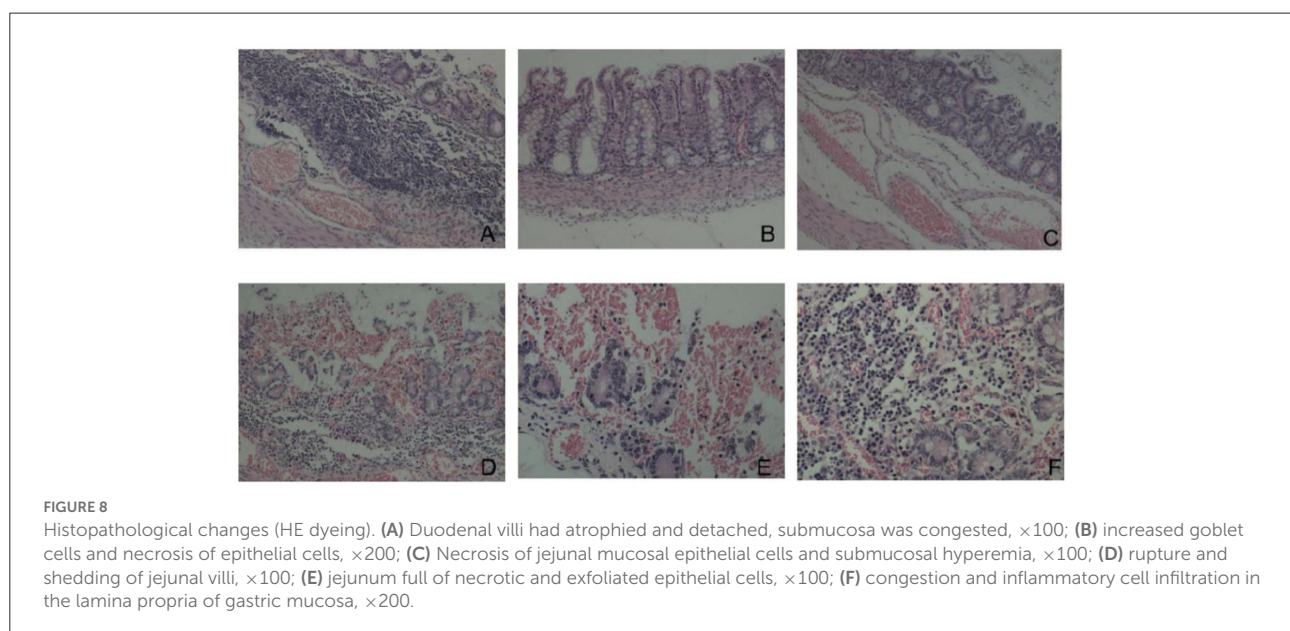 A
B
C
D
E
F
FIGURE 8
Histopathological changes (HE dyeing). (A) Duodenal villi had atrophied and detached, submucosa was congested, ×100; (B) increased goblet
cells and necrosis of epithelial cells, ×200; (C) Necrosis of jejunal mucosal epithelial cells and submucosal hyperemia, ×100; (D) rupture and
shedding of jejunal villi, ×100; (E) jejunum full of necrotic and exfoliated epithelial cells, ×100; (F) congestion and inflammatory cell infiltration in
the lamina propria of gastric mucosa, ×200.